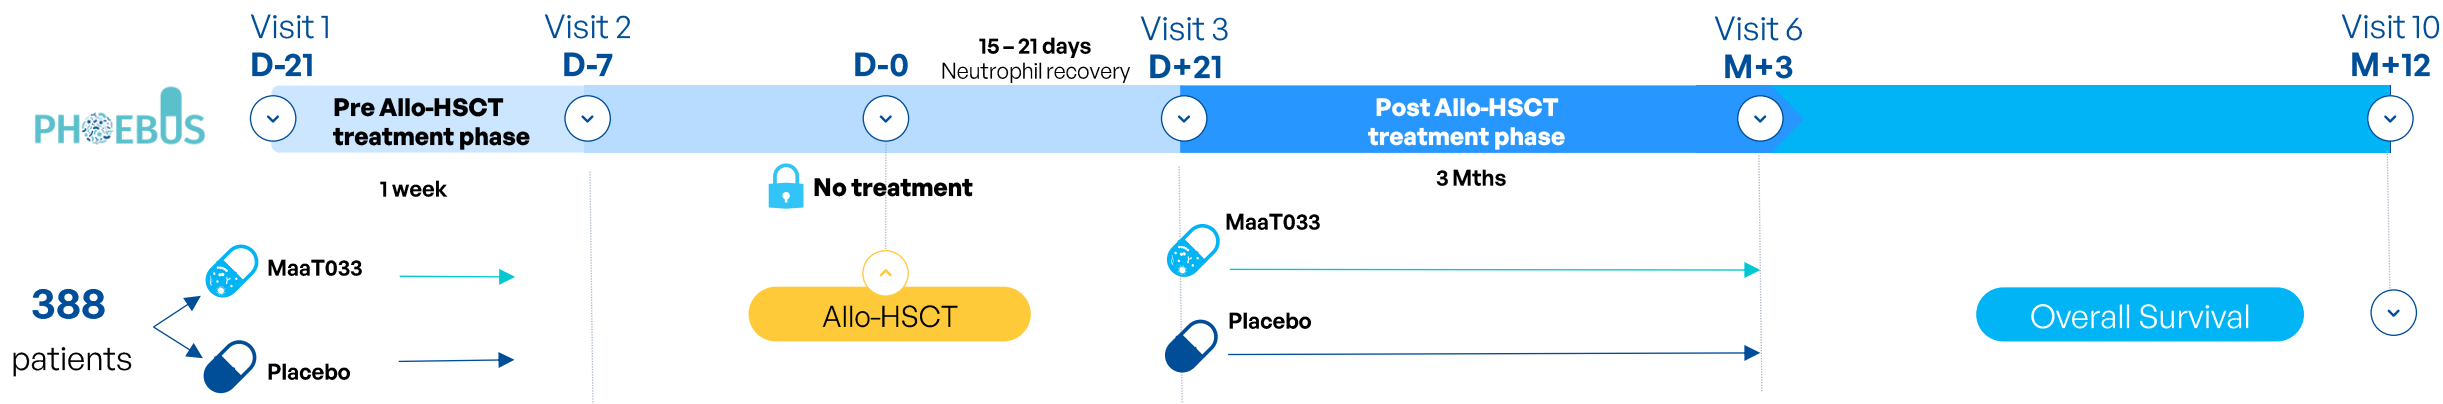 Visit 1
D-21
Visit 2
D-7
D-0
15 – 21 days
Neutrophil recovery
Visit 3
D+21
Visit 6
M+3
Visit 10
M+12
PHOEBUS
Pre Allo-HSCT
treatment phase
Post Allo-HSCT
treatment phase
1 week
No treatment
3 Mths
388
patients
MaaT033
Placebo
Allo-HSCT
MaaT033
Placebo
Overall Survival